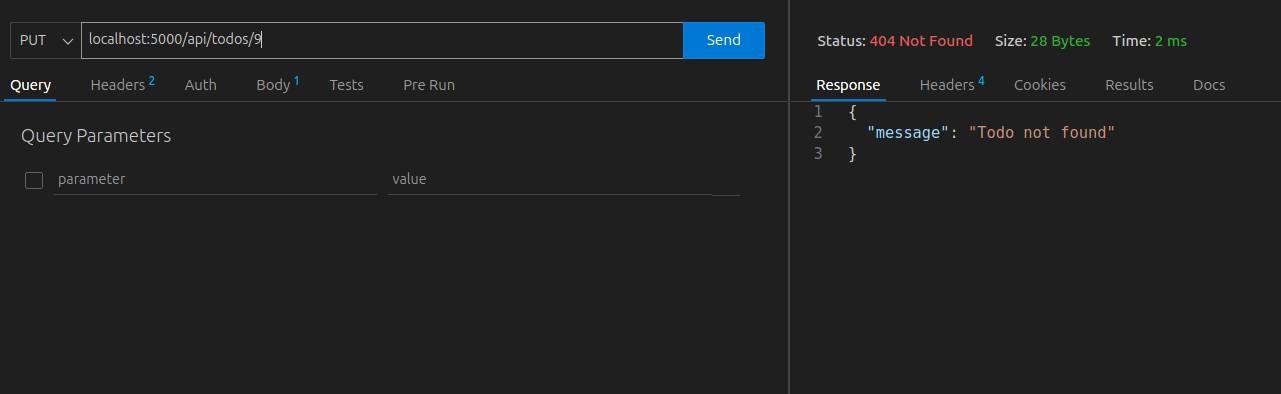 PUT localhost:5000/api/todos/9 Send
Query Headers 2 Auth Body 1 Tests Pre Run
Query Parameters
parameter value
Status: 404 Not Found Size: 28 Bytes Time: 2 ms
Response Headers 4 Cookies Results Docs
1 {
2 "message": "Todo not found"
3 }